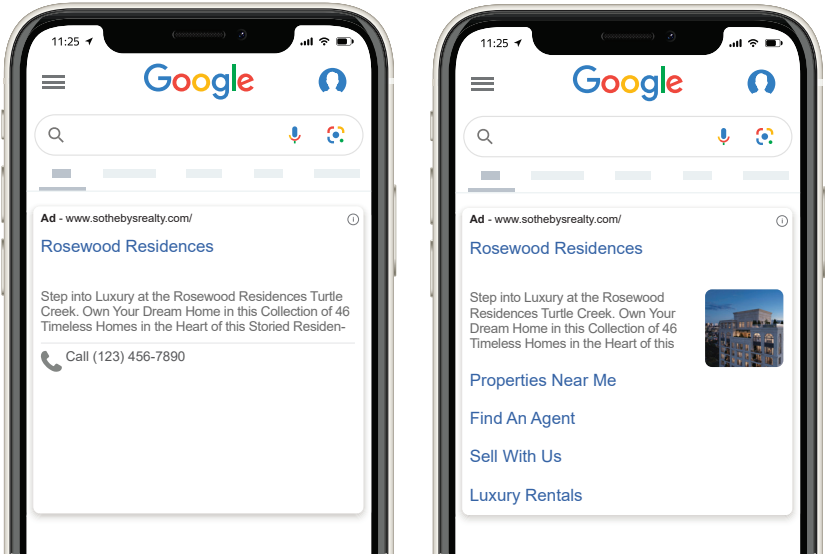 11:25
Google
Ad - www.sothebysrealty.com/
Rosewood Residences
Step into Luxury at the Rosewood Residences Turtle
Creek. Own Your Dream Home in this Collection of 46
Timeless Homes in the Heart of this Storied Residen-
Call (123) 456-7890
11:25
Google
Ad - www.sothebysrealty.com/
Rosewood Residences
Step into Luxury at the Rosewood
Residences Turtle Creek. Own Your
Dream Home in this Collection of 46
Timeless Homes in the Heart of this
Properties Near Me
Find An Agent
Sell With Us
Luxury Rentals